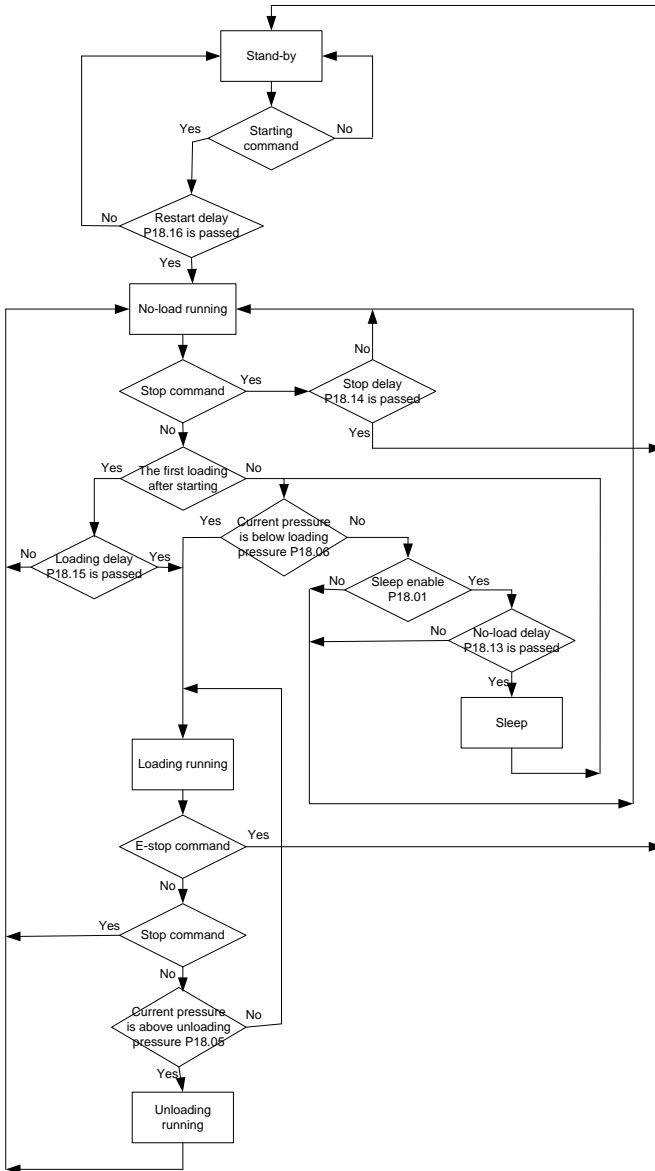 Stand-by
Yes
Starting
command
No
No
Restart delay
P18.16 is passed
Yes
No-load running
No
Stop command
Yes
Stop delay
P18.14 is passed
No
Yes
Yes
The first loading
after starting
No
Yes
Current pressure
is below loading
pressure P18.06
No
No
Loading delay
P18.15 is passed
Yes
No
Sleep enable
P18.01
Yes
No
No-load delay
P18.13 is passed
Yes
Sleep
Loading running
E-stop command
Yes
No
Yes
Stop command
No
Current pressure
is above unloading
pressure P18.05
No
Yes
Unloading
running